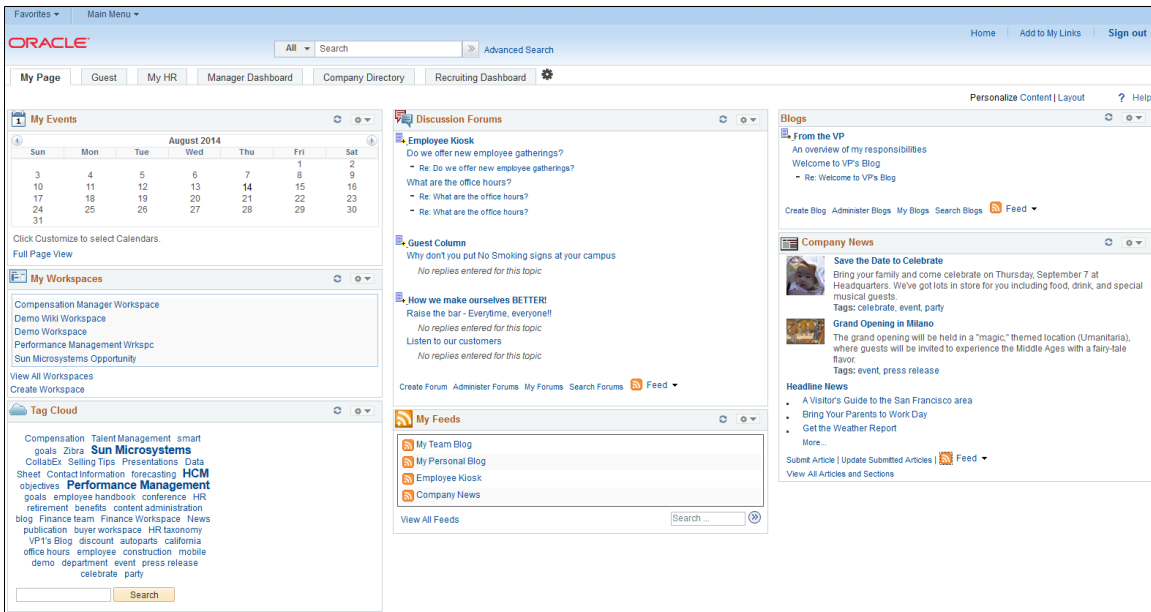 Favorites Main Menu
ORACLE
All Search Advanced Search
Home Add to My Links Sign out
My Page Guest My HR Manager Dashboard Company Directory Recruiting Dashboard
Personalize Content | Layout ? Help
1 My Events
August 2014
Sun Mon Tue Wed Thu Fri Sat
1 2
3 4 5 6 7 8 9
10 11 12 13 14 15 16
17 18 19 20 21 22 23
24 25 26 27 28 29 30
31
Click Customize to select Calendars.
Full Page View
My Workspaces
Compensation Manager Workspace
Demo Wiki Workspace
Demo Workspace
Performance Management Wrkspc
Sun Microsystems Opportunity
View All Workspaces
Create Workspace
Tag Cloud
Compensation Talent Management smart
goals Zibra Sun Microsystems
CollabEx Selling Tips Presentations Data
Sheet Contact Information forecasting HCM
objectives Performance Management
goals employee handbook conference HR
retirement benefits content administration
blog Finance team Finance Workspace News
publication buyer workspace HR taxonomy
VP1's Blog discount autoparts california
office hours employee construction mobile
demo department event press release
celebrate party
Search
Discussion Forums
Employee Kiosk
Do we offer new employee gatherings?
- Re: Do we offer new employee gatherings?
What are the office hours?
- Re: What are the office hours?
- Re: What are the office hours?
Guest Column
Why don't you put No Smoking signs at your campus
No replies entered for this topic
How we make ourselves BETTER!
Raise the bar - Everytime, everyone!!
No replies entered for this topic
Listen to our customers
No replies entered for this topic
Create Forum Administer Forums My Forums Search Forums Feed
My Feeds
My Team Blog
My Personal Blog
Employee Kiosk
Company News
View All Feeds Search ...
Blogs
From the VP
An overview of my responsibilities
Welcome to VP's Blog
- Re: Welcome to VP's Blog
Create Blog Administer Blogs My Blogs Search Blogs Feed
Company News
Save the Date to Celebrate
Bring your family and come celebrate on Thursday, September 7 at
Headquarters. We've got lots in store for you including food, drink, and special
musical guests.
Tags: celebrate, event, party
Grand Opening in Milano
The grand opening will be held in a "magic," themed location (Umanitaria),
where guests will be invited to experience the Middle Ages with a fairy-tale
flavor.
Tags: event, press release
Headline News
A Visitor's Guide to the San Francisco area
Bring Your Parents to Work Day
Get the Weather Report
More...
Submit Article | Update Submitted Articles | Feed
View All Articles and Sections